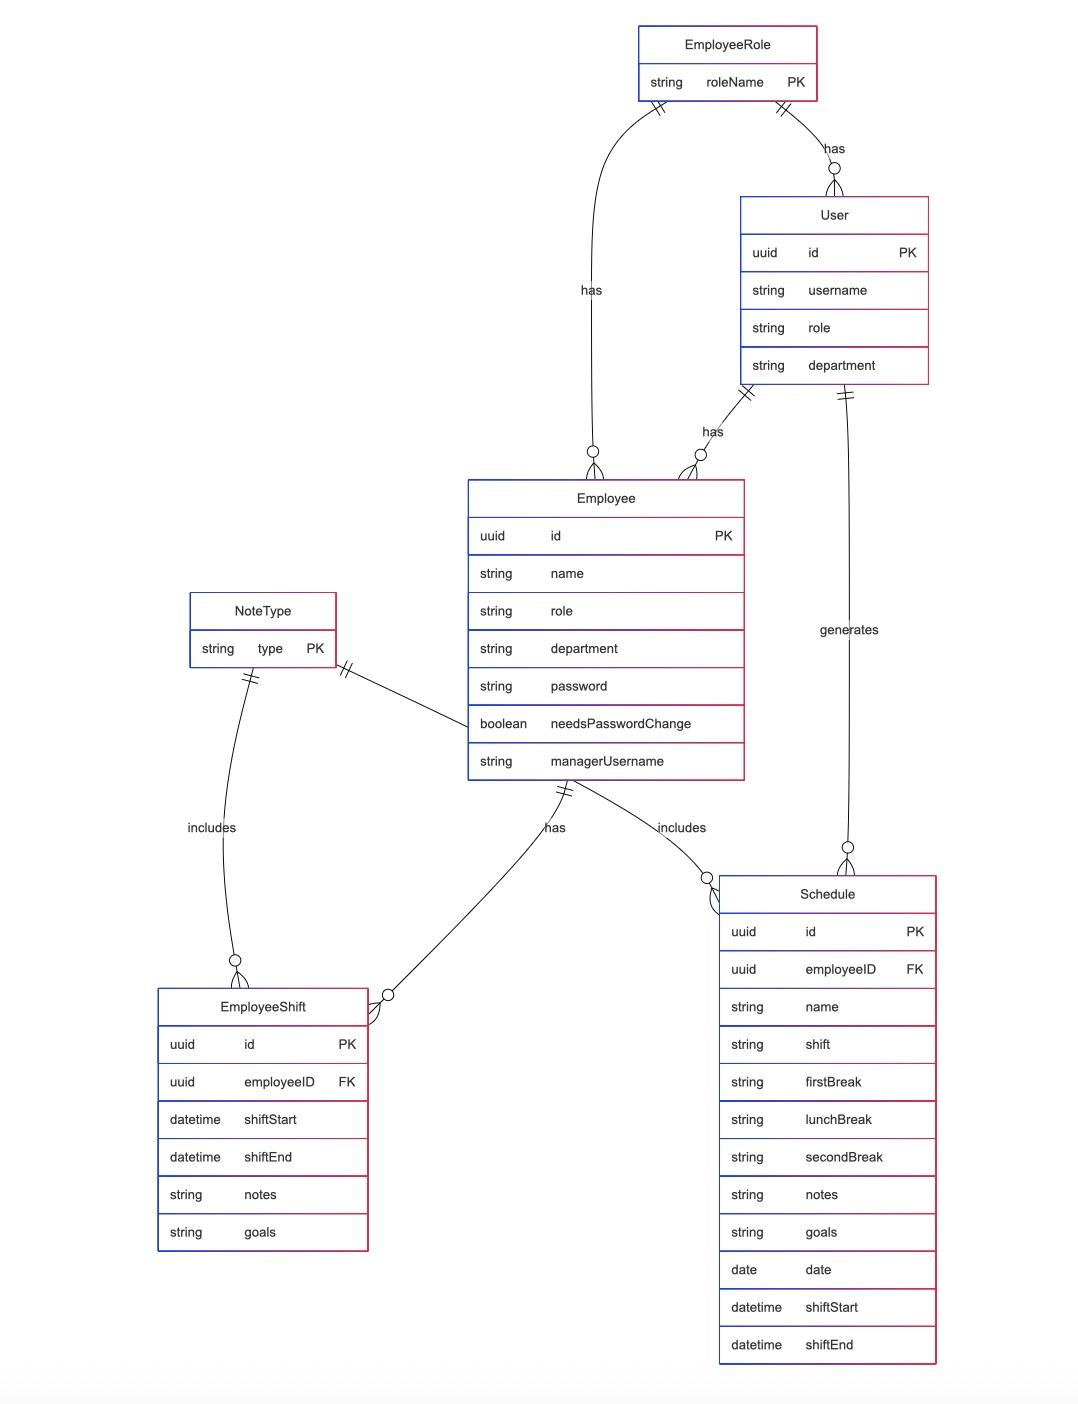 EmployeeRole
string roleName PK
has
User
uuid id PK
string username
string role
string department
has
has
Employee
uuid id PK
string name
string role
string department
string password
boolean needsPasswordChange
string managerUsername
NoteType
string type PK
generates
includes
has
includes
Schedule
uuid id PK
uuid employeeID FK
string name
string shift
string firstBreak
string lunchBreak
string secondBreak
string notes
string goals
date date
datetime shiftStart
datetime shiftEnd
EmployeeShift
uuid id PK
uuid employeeID FK
datetime shiftStart
datetime shiftEnd
string notes
string goals